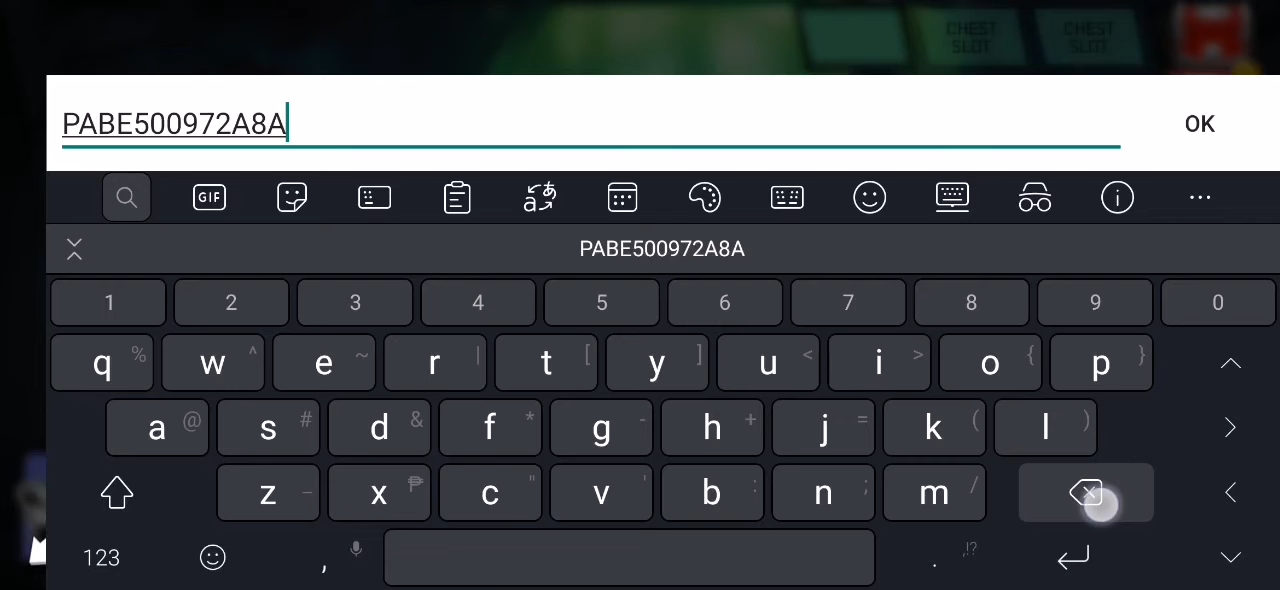 CHEST SLOT
CHEST SLOT
PABE500972A8A
OK
GIF
PABE500972A8A
1 2 3 4 5 6 7 8 9 0
q % w ^ e ~ r | t [ y ] u < i > o { p }
a @ s # d & f * g - h + j = k ( l )
z _ x ₱ c " v ' b : n ; m /
123 , . ,!?